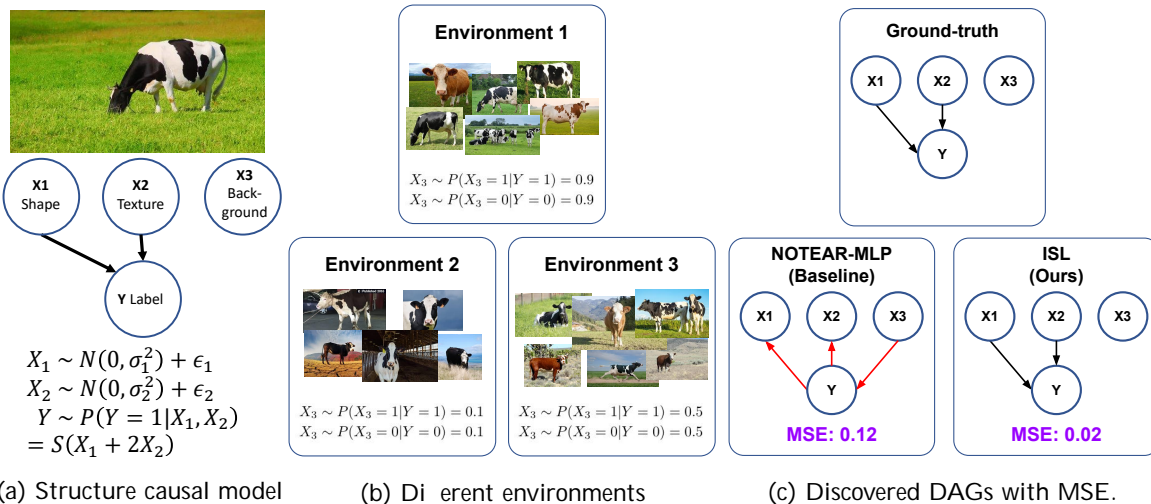 X1
Shape
X2
Texture
X3
Back-
ground
Y Label
X₁ ~ N(0, σ₁²) + ϵ₁
X₂ ~ N(0, σ₂²) + ϵ₂
Y ~ P(Y = 1|X₁, X₂)
= S(X₁ + 2X₂)
(a) Structure causal model
Environment 1
X₃ ~ P(X₃ = 1|Y = 1) = 0.9
X₃ ~ P(X₃ = 0|Y = 0) = 0.9
Environment 2
X₃ ~ P(X₃ = 1|Y = 1) = 0.1
X₃ ~ P(X₃ = 0|Y = 0) = 0.1
Environment 3
X₃ ~ P(X₃ = 1|Y = 1) = 0.5
X₃ ~ P(X₃ = 0|Y = 0) = 0.5
(b) Di erent environments
Ground-truth
X1
X2
X3
Y
NOTEAR-MLP
(Baseline)
X1
X2
X3
Y
MSE: 0.12
ISL
(Ours)
X1
X2
X3
Y
MSE: 0.02
(c) Discovered DAGs with MSE.